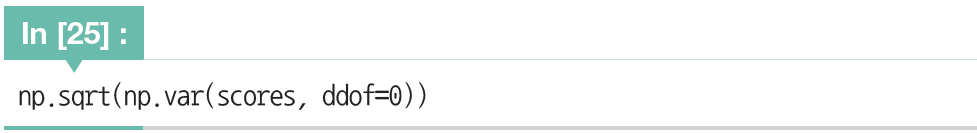 In [25] :
np.sqrt(np.var(scores, ddof=0))